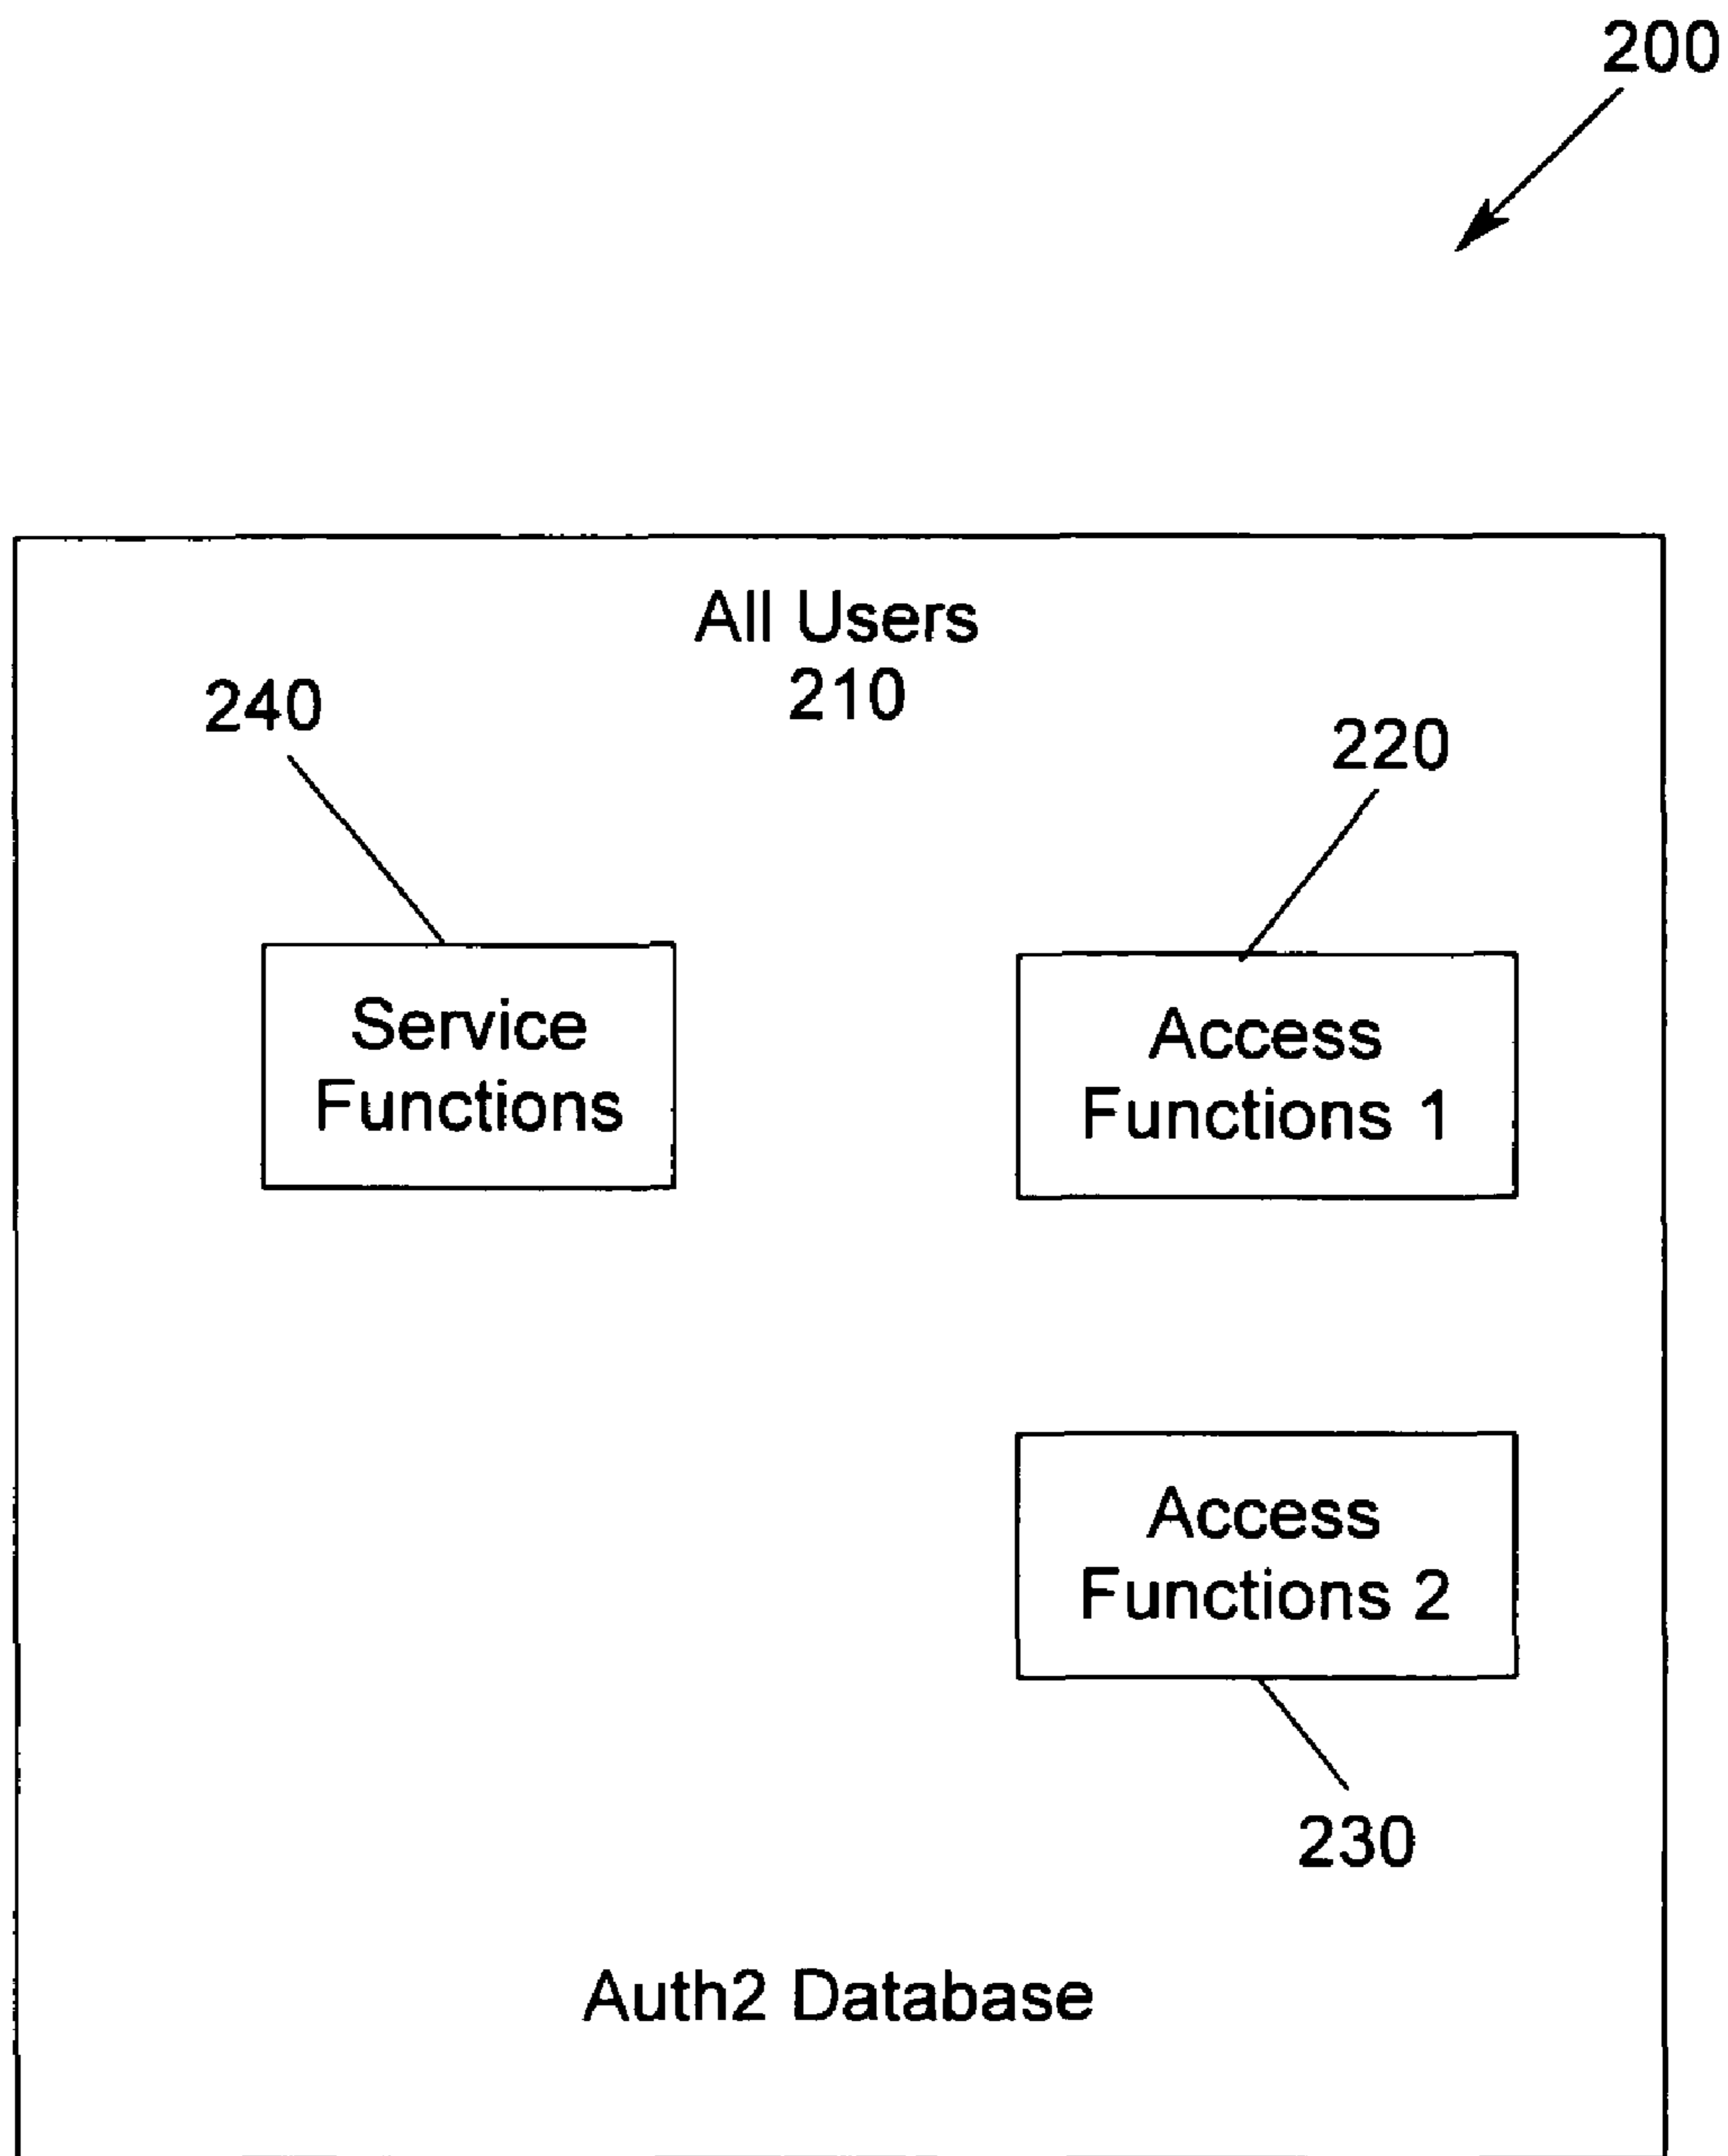 200
All Users
210
240
220
Service
Functions
Access
Functions 1
Access
Functions 2
230
Auth2 Database